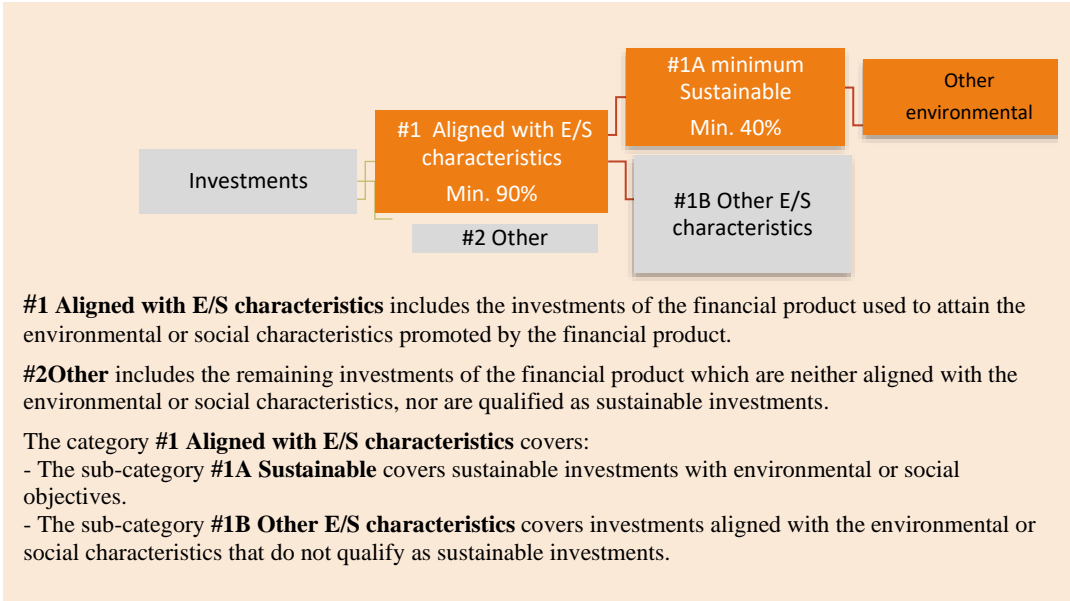 #1A minimum
Sustainable
Min. 40%
Other
environmental
#1 Aligned with E/S
characteristics
Min. 90%
Investments
#1B Other E/S
characteristics
#2 Other
#1 Aligned with E/S characteristics includes the investments of the financial product used to attain the
environmental or social characteristics promoted by the financial product.
#2Other includes the remaining investments of the financial product which are neither aligned with the
environmental or social characteristics, nor are qualified as sustainable investments.
The category #1 Aligned with E/S characteristics covers:
- The sub-category #1A Sustainable covers sustainable investments with environmental or social
objectives.
- The sub-category #1B Other E/S characteristics covers investments aligned with the environmental or
social characteristics that do not qualify as sustainable investments.